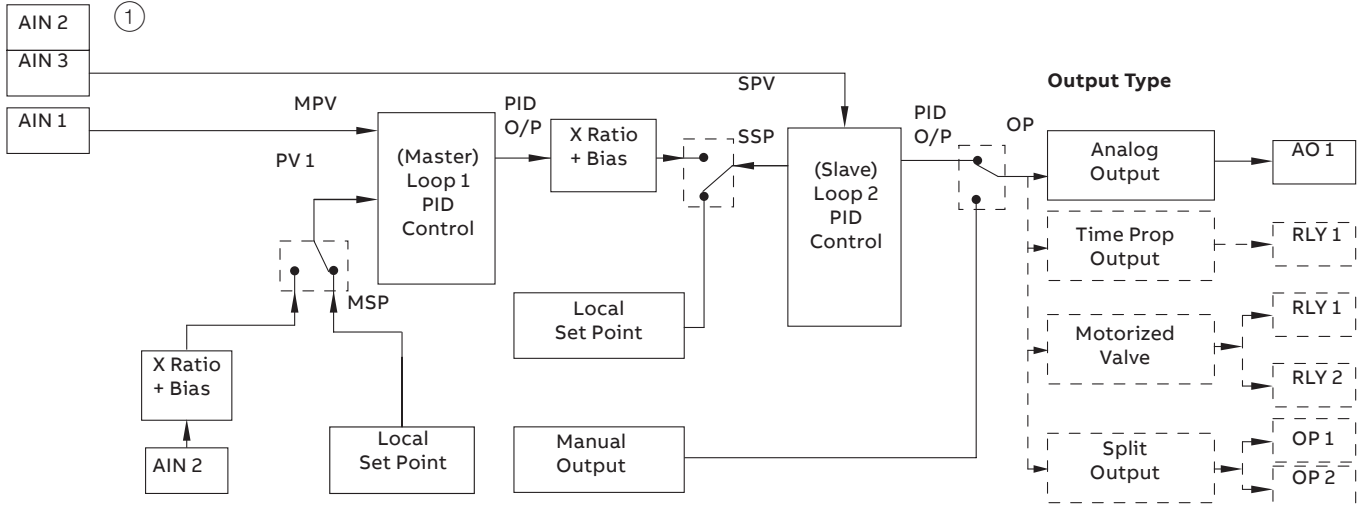 AIN 2
1
AIN 3
AIN 1
MPV
PV 1
(Master)
Loop 1
PID
Control
PID
O/P
X Ratio
+ Bias
SSP
SPV
(Slave)
Loop 2
PID
Control
PID
O/P
OP
Output Type
Analog
Output
AO 1
Time Prop
Output
RLY 1
Motorized
Valve
RLY 1
RLY 2
Split
Output
OP 1
OP 2
MSP
X Ratio
+ Bias
AIN 2
Local
Set Point
Local
Set Point
Manual
Output